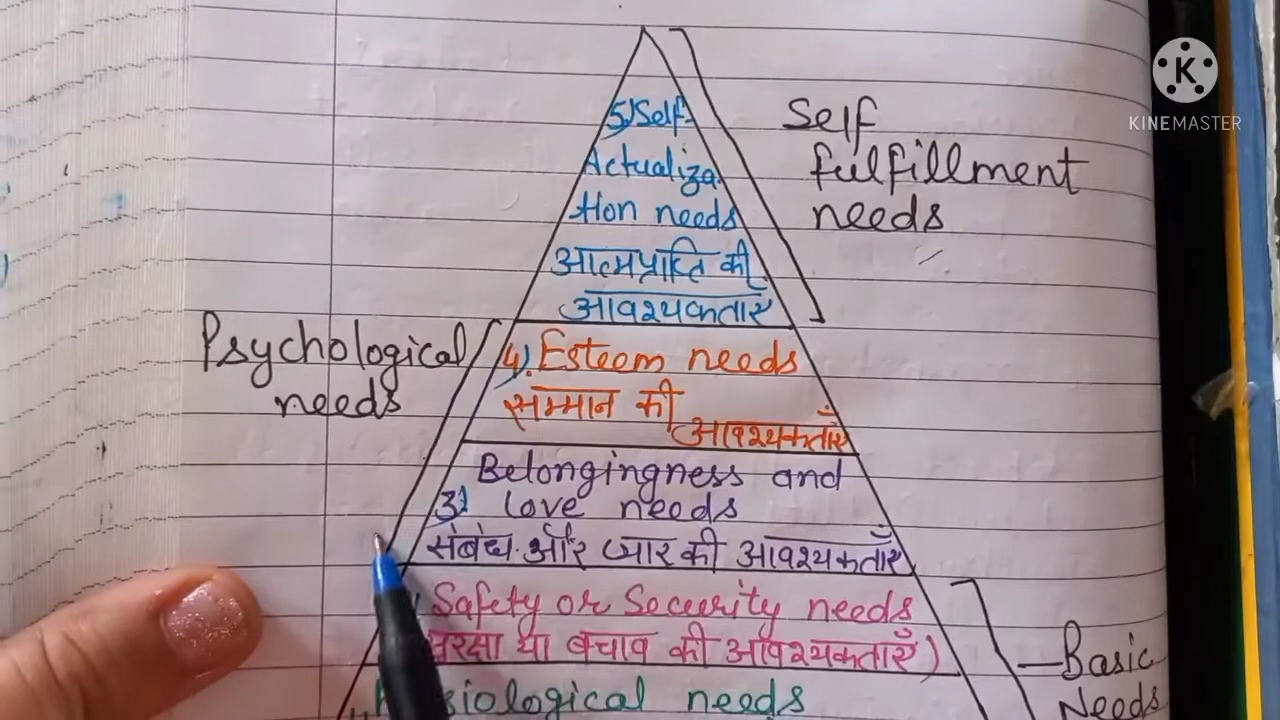 5) Self-
Actualiza
tion needs
आत्मप्राप्ति की
आवश्यकताएं
Self
fulfillment
needs
Psychological
needs
4). Esteem needs
सम्मान की
आवश्यकताएँ
Belongingness and
3) love needs
संबंध और प्यार की आवश्यकताएँ
Safety or Security needs
सुरक्षा या बचाव की आवश्यकताएँ)
Basic
Needs
needs
K
KINEMASTER